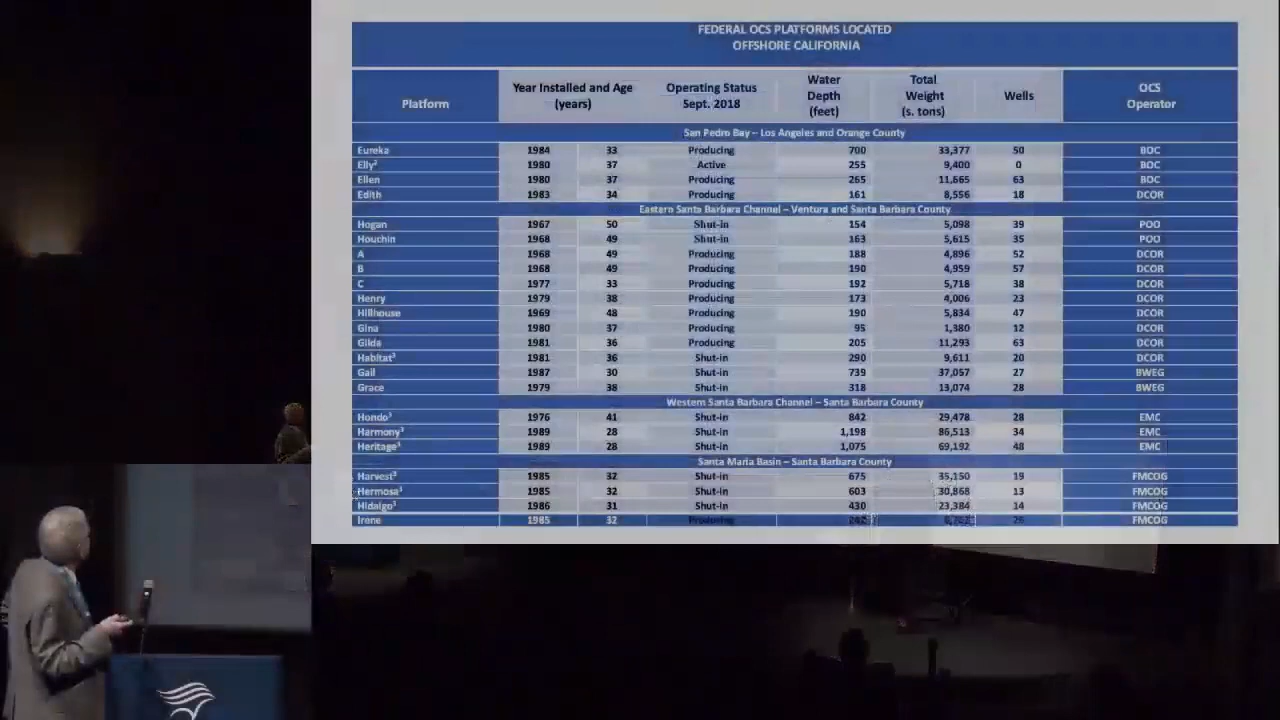 FEDERAL OCS PLATFORMS LOCATED
OFFSHORE CALIFORNIA
Platform Year Installed and Age (years) Operating Status Sept. 2018 Water Depth (feet) Total Weight (s. tons) Wells OCS Operator
San Pedro Bay – Los Angeles and Orange County
Eureka 1984 33 Producing 700 33,377 50 BOC
Elly² 1980 37 Active 255 9,400 0 BOC
Ellen 1980 37 Producing 265 11,665 63 BOC
Edith 1983 34 Producing 161 8,556 18 DCOR
Eastern Santa Barbara Channel – Ventura and Santa Barbara County
Hogan 1967 50 Shut-in 154 5,098 39 POO
Houchin 1968 49 Shut-in 163 5,615 35 POO
A 1968 49 Producing 188 4,896 52 DCOR
B 1968 49 Producing 190 4,959 57 DCOR
C 1977 33 Producing 192 5,718 38 DCOR
Henry 1979 38 Producing 173 4,006 23 DCOR
Hillhouse 1969 48 Producing 190 5,834 47 DCOR
Gina 1980 37 Producing 95 1,380 12 DCOR
Gilda 1981 36 Producing 205 11,293 63 DCOR
Habitat³ 1981 36 Shut-in 290 9,611 20 DCOR
Gail 1987 30 Shut-in 739 37,057 27 BWEG
Grace 1979 38 Shut-in 318 13,074 28 BWEG
Western Santa Barbara Channel – Santa Barbara County
Hondo³ 1976 41 Shut-in 842 29,478 28 EMC
Harmony³ 1989 28 Shut-in 1,198 86,513 34 EMC
Heritage³ 1989 28 Shut-in 1,075 69,192 48 EMC
Santa Maria Basin – Santa Barbara County
Harvest³ 1985 32 Shut-in 675 35,150 19 FMCOG
Hermosa³ 1985 32 Shut-in 603 30,868 13 FMCOG
Hidalgo³ 1986 31 Shut-in 430 23,384 14 FMCOG
Irene 1985 32 Producing 242 26 FMCOG